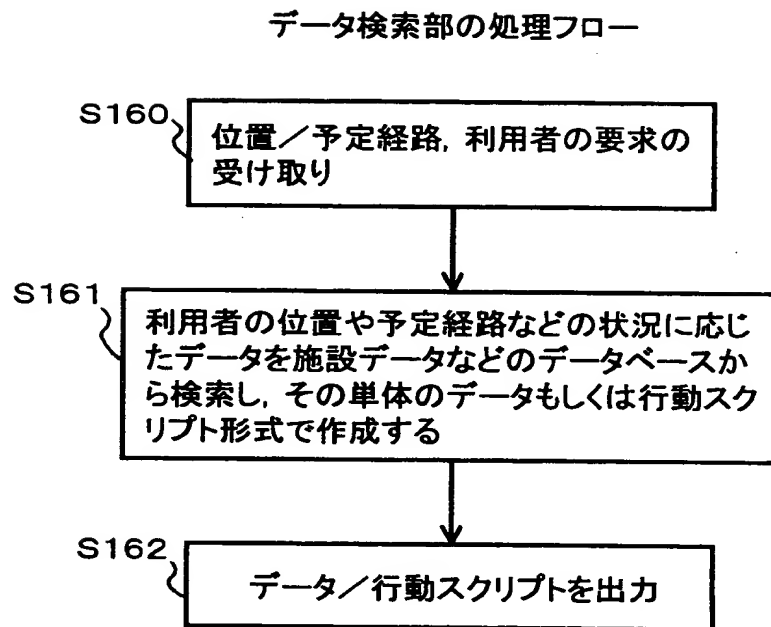 データ検索部の処理フロー
S160
位置／予定経路, 利用者の要求の
受け取り
S161
利用者の位置や予定経路などの状況に応じ
たデータを施設データなどのデータベースか
ら検索し, その単体のデータもしくは行動スク
リプト形式で作成する
S162
データ／行動スクリプトを出力